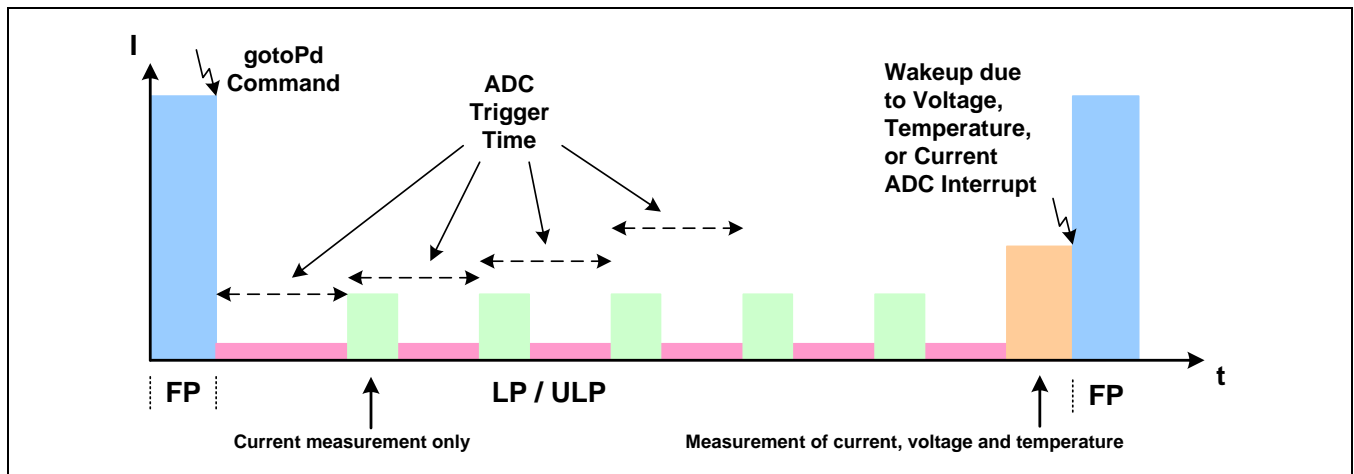 I
gotoPd
Command
ADC
Trigger
Time
Wakeup due
to Voltage,
Temperature,
or Current
ADC Interrupt
t
FP
LP / ULP
FP
Current measurement only
Measurement of current, voltage and temperature